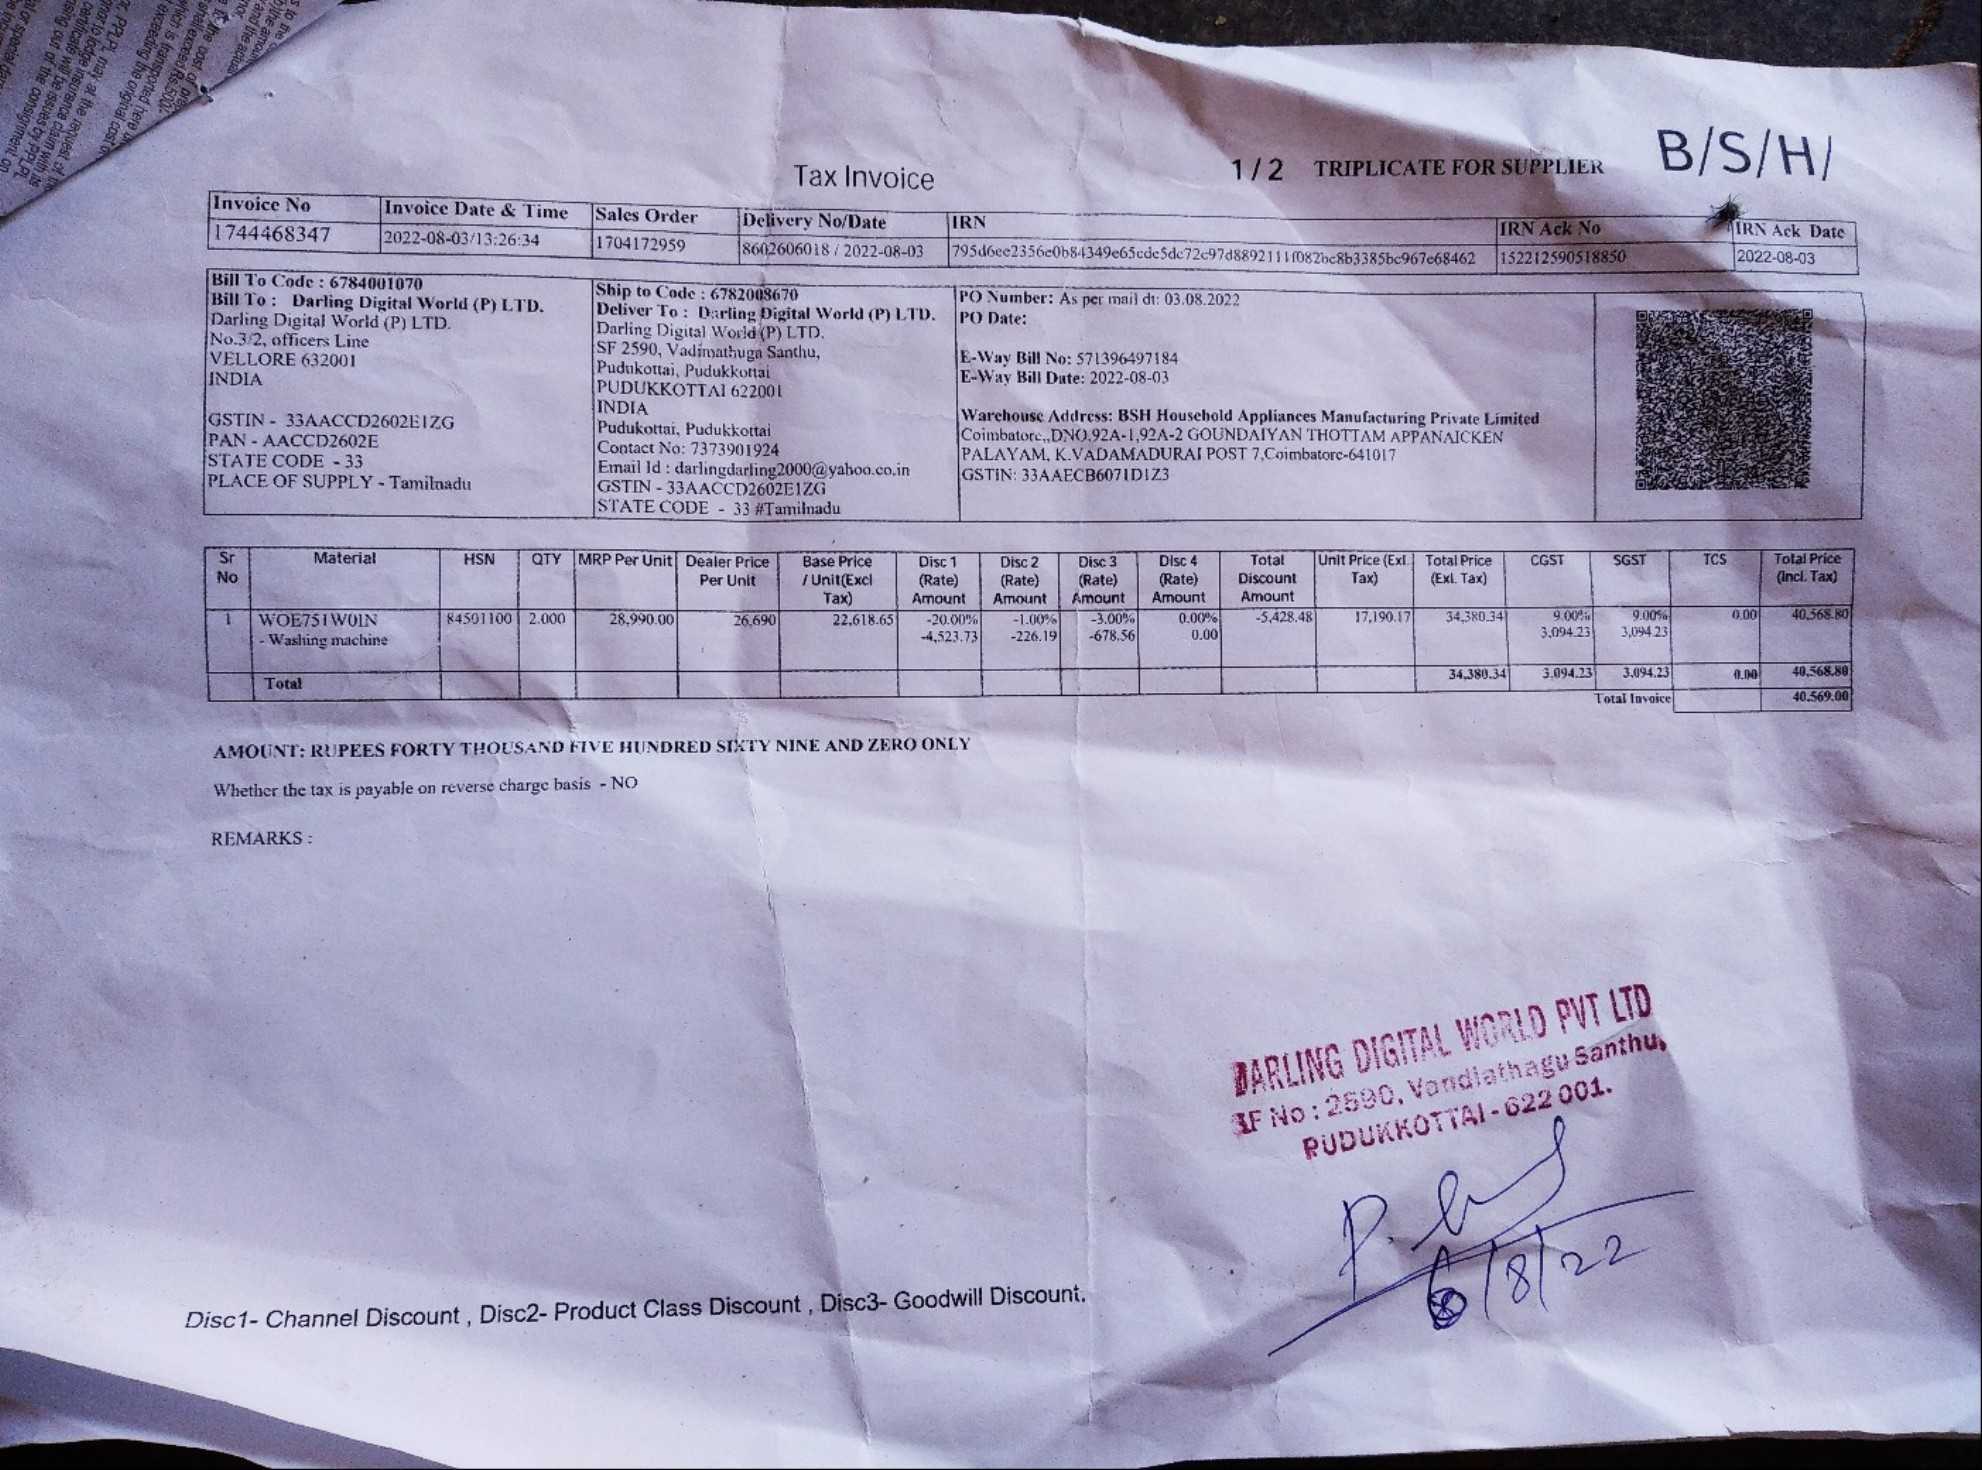 B/S/H/
Tax Invoice 1/2 TRIPLICATE FOR SUPPLIER
Invoice No Invoice Date & Time Sales Order Delivery No/Date IRN IRN Ack No IRN Ack Date
1744468347 2022-08-03/13:26:34 1704172959 8602606018 / 2022-08-03 152212590518850 2022-08-03
Bill To Code : 6784001070
Bill To : Darling Digital World (P) LTD.
Darling Digital World (P) LTD.
No.3/2, officers Line
VELLORE 632001
INDIA
GSTIN - 33AACCD2602E1ZG
PAN - AACCD2602E
STATE CODE - 33
PLACE OF SUPPLY - Tamilnadu
Ship to Code : 6782008670
Deliver To : Darling Digital World (P) LTD.
Darling Digital World (P) LTD.
SF 2590, Vadimathuga Santhu,
Pudukottai, Pudukkottai
PUDUKKOTTAI 622001
INDIA
Pudukottai, Pudukkottai
Contact No: 7373901924
Email Id : darlingdarling2000@yahoo.co.in
GSTIN - 33AACCD2602E1ZG
STATE CODE - 33 #Tamilnadu
PO Number: As per mail dt: 03.08.2022
PO Date:
E-Way Bill No: 571396497184
E-Way Bill Date: 2022-08-03
Warehouse Address: BSH Household Appliances Manufacturing Private Limited
Coimbatore,,DNO.92A-1,92A-2 GOUNDAIYAN THOTTAM APPANAICKEN
PALAYAM, K.VADAMADURAI POST 7,Coimbatore-641017
GSTIN: 33AAECB6071D1Z3
Sr Material HSN QTY MRP Per Unit Dealer Price Base Price Disc 1 Disc 2 Disc 3 Disc 4 Total Unit Price (Exl. Total Price CGST SGST TCS Total Price
No Per Unit / Unit(Excl (Rate) (Rate) (Rate) (Rate) Discount Tax) (Exl. Tax) (Incl. Tax)
Tax) Amount Amount Amount Amount Amount
1 WOE751W0IN 84501100 2.000 28,990.00 26,690 22,618.65 -20.00% -1.00% -3.00% 0.00% -5,428.48 17,190.17 34,380.34 9.00% 9.00% 0.00 40,568.80
- Washing machine -4,523.73 -226.19 -678.56 0.00 3,094.23 3,094.23
Total 34,380.34 3,094.23 3,094.23 0.00 40,568.80
Total Invoice 40,569.00
AMOUNT: RUPEES FORTY THOUSAND FIVE HUNDRED SIXTY NINE AND ZERO ONLY
Whether the tax is payable on reverse charge basis - NO
REMARKS :
DARLING DIGITAL WORLD PVT LTD
SF No : 2590, Vandiathagu Santhu,
PUDUKKOTTAI - 622 001.
6/8/22
Disc1- Channel Discount , Disc2- Product Class Discount , Disc3- Goodwill Discount.